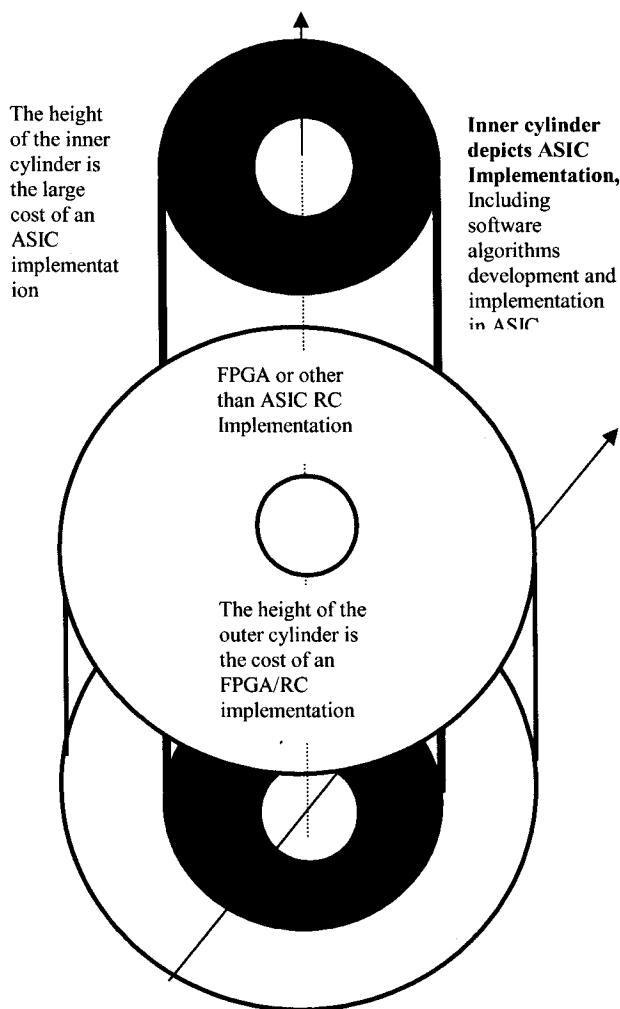 The height
of the inner
cylinder is
the large
cost of an
ASIC
implementat
ion
Inner cylinder
depicts ASIC
Implementation,
Including
software
algorithms
development and
implementation
in ASIC
FPGA or other
than ASIC RC
Implementation
The height of the
outer cylinder is
the cost of an
FPGA/RC
implementation